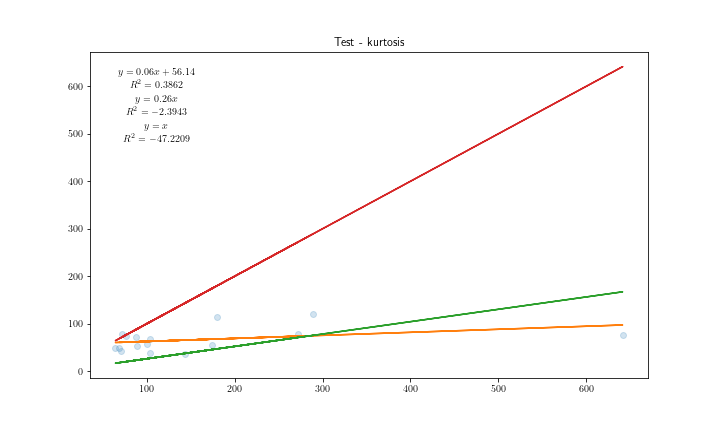 Test - kurtosis
y = 0.06x + 56.14
R² = 0.3862
y = 0.26x
R² = −2.3943
y = x
R² = −47.2209
600
500
400
300
200
100
0
100 200 300 400 500 600